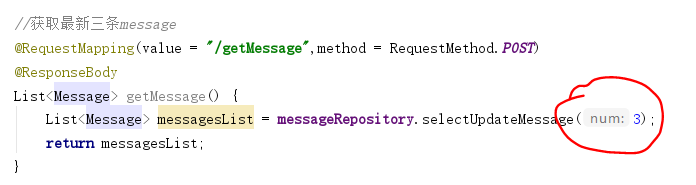 //获取最新三条message
@RequestMapping(value = "/getMessage",method = RequestMethod.POST)
@ResponseBody
List<Message> getMessage() {
List<Message> messagesList = messageRepository.selectUpdateMessage( num: 3);
return messagesList;
}